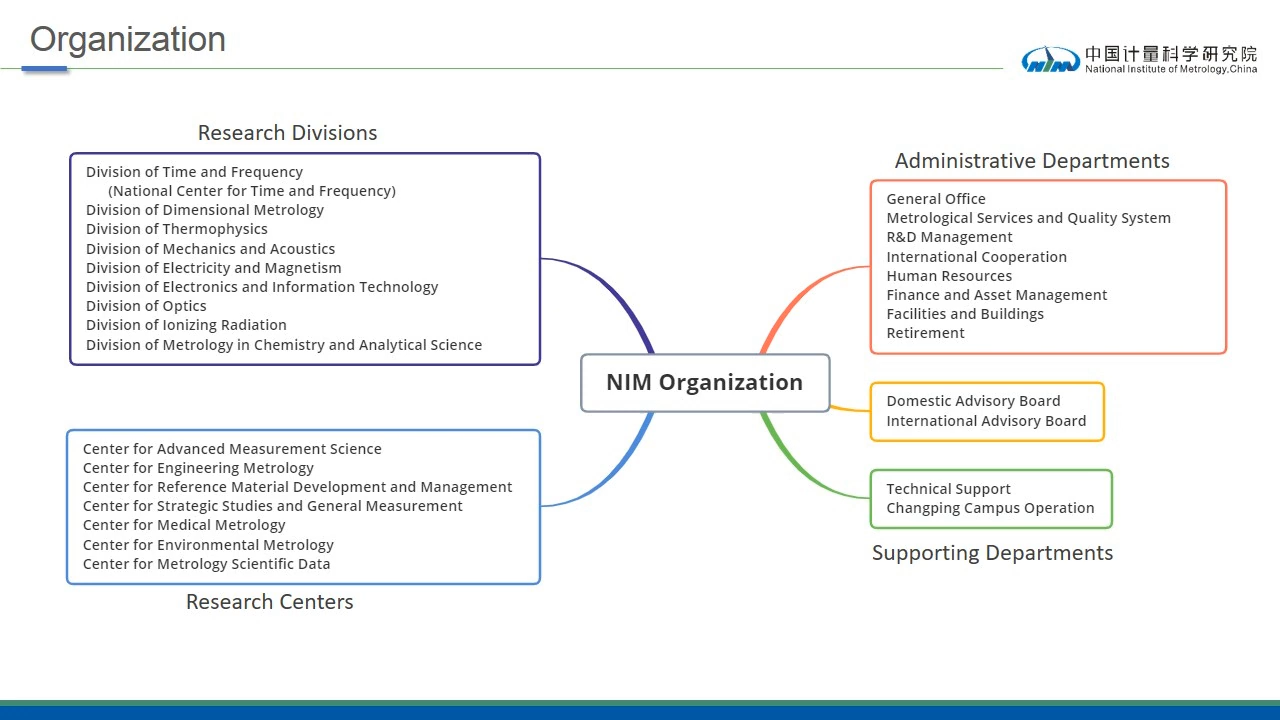 Organization
中国计量科学研究院
National Institute of Metrology,China
NIM
Research Divisions
Division of Time and Frequency
(National Center for Time and Frequency)
Division of Dimensional Metrology
Division of Thermophysics
Division of Mechanics and Acoustics
Division of Electricity and Magnetism
Division of Electronics and Information Technology
Division of Optics
Division of Ionizing Radiation
Division of Metrology in Chemistry and Analytical Science
Administrative Departments
General Office
Metrological Services and Quality System
R&D Management
International Cooperation
Human Resources
Finance and Asset Management
Facilities and Buildings
Retirement
NIM Organization
Domestic Advisory Board
International Advisory Board
Center for Advanced Measurement Science
Center for Engineering Metrology
Center for Reference Material Development and Management
Center for Strategic Studies and General Measurement
Center for Medical Metrology
Center for Environmental Metrology
Center for Metrology Scientific Data
Research Centers
Technical Support
Changping Campus Operation
Supporting Departments